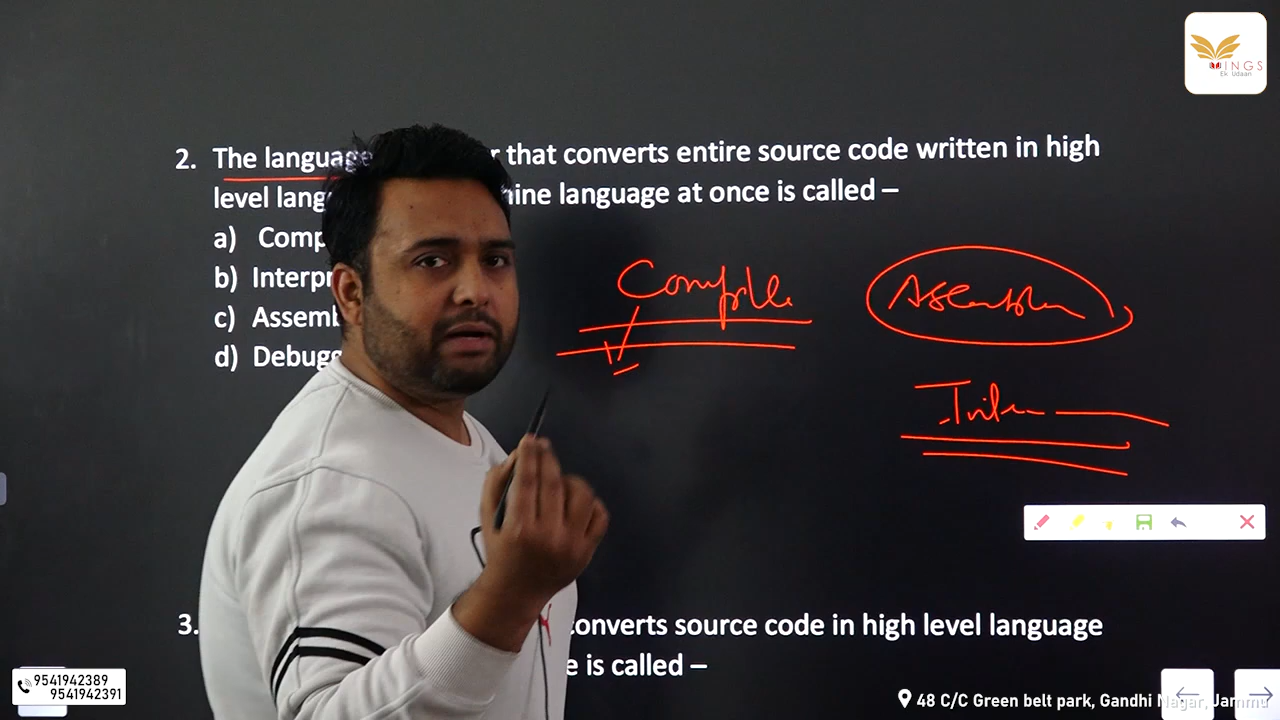 WINGS
Ek Udaan
2. The language r that converts entire source code written in high
level lang hine language at once is called –
a) Comp
b) Interpr
c) Assemb
d) Debugg
Compile
Assembler
3. converts source code in high level language
e is called –
9541942389
9541942391
48 C/C Green belt park, Gandhi Nagar, Jammu